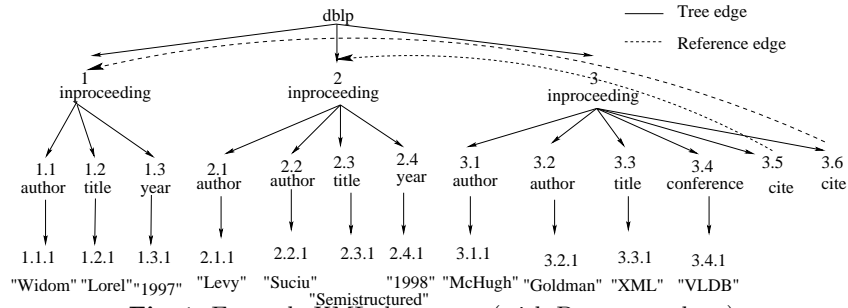 dblp
Tree edge
Reference edge
1
inproceeding
2
inproceeding
3
inproceeding
1.1
author
1.2
title
1.3
year
2.1
author
2.2
author
2.3
title
2.4
year
3.1
author
3.2
author
3.3
title
3.4
conference
3.5
cite
3.6
cite
1.1.1
"Widom"
1.2.1
"Lorel"
1.3.1
"1997"
2.1.1
"Levy"
2.2.1
"Suciu"
2.3.1
"Semistructured"
2.4.1
"1998"
3.1.1
"McHugh"
3.2.1
"Goldman"
3.3.1
"XML"
3.4.1
"VLDB"